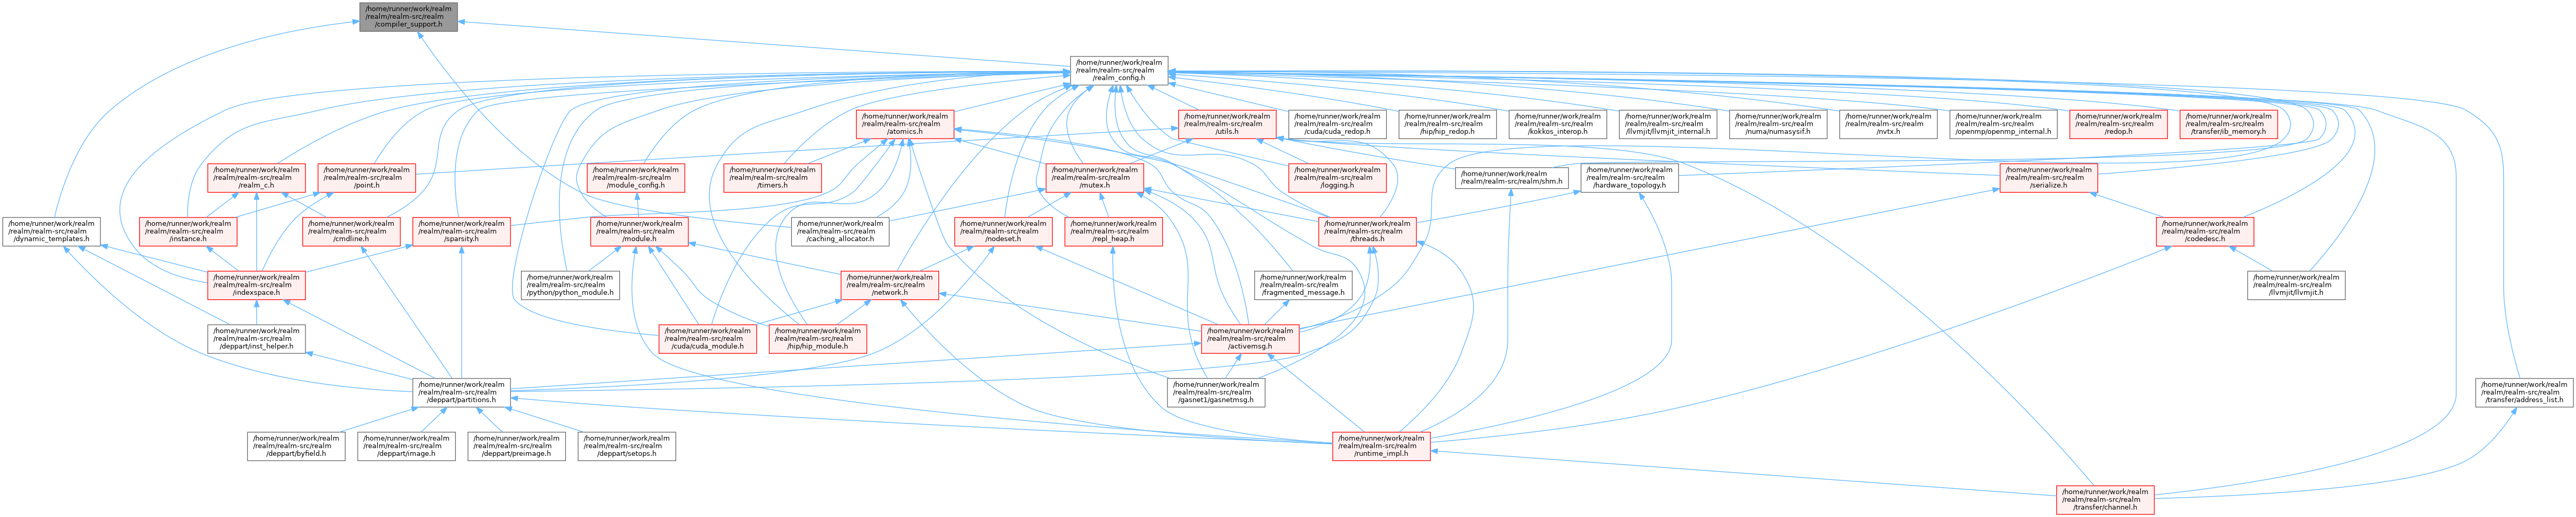 /home/runner/work/realm
/realm/realm-src/realm
/compiler_support.h
/home/runner/work/realm
/realm/realm-src/realm
/realm_config.h
/home/runner/work/realm
/realm/realm-src/realm
/atomics.h
/home/runner/work/realm
/realm/realm-src/realm
/utils.h
/home/runner/work/realm
/realm/realm-src/realm
/cuda/cuda_redop.h
/home/runner/work/realm
/realm/realm-src/realm
/hip/hip_redop.h
/home/runner/work/realm
/realm/realm-src/realm
/kokkos_interop.h
/home/runner/work/realm
/realm/realm-src/realm
/llvmjit/llvmjit_internal.h
/home/runner/work/realm
/realm/realm-src/realm
/numa/numasysif.h
/home/runner/work/realm
/realm/realm-src/realm
/nvtx.h
/home/runner/work/realm
/realm/realm-src/realm
/openmp/openmp_internal.h
/home/runner/work/realm
/realm/realm-src/realm
/redop.h
/home/runner/work/realm
/realm/realm-src/realm
/transfer/ib_memory.h
/home/runner/work/realm
/realm/realm-src/realm
/realm_c.h
/home/runner/work/realm
/realm/realm-src/realm
/point.h
/home/runner/work/realm
/realm/realm-src/realm
/module_config.h
/home/runner/work/realm
/realm/realm-src/realm
/timers.h
/home/runner/work/realm
/realm/realm-src/realm
/mutex.h
/home/runner/work/realm
/realm/realm-src/realm
/logging.h
/home/runner/work/realm
/realm/realm-src/realm/shm.h
/home/runner/work/realm
/realm/realm-src/realm
/hardware_topology.h
/home/runner/work/realm
/realm/realm-src/realm
/serialize.h
/home/runner/work/realm
/realm/realm-src/realm
/dynamic_templates.h
/home/runner/work/realm
/realm/realm-src/realm
/instance.h
/home/runner/work/realm
/realm/realm-src/realm
/cmdline.h
/home/runner/work/realm
/realm/realm-src/realm
/sparsity.h
/home/runner/work/realm
/realm/realm-src/realm
/module.h
/home/runner/work/realm
/realm/realm-src/realm
/caching_allocator.h
/home/runner/work/realm
/realm/realm-src/realm
/nodeset.h
/home/runner/work/realm
/realm/realm-src/realm
/repl_heap.h
/home/runner/work/realm
/realm/realm-src/realm
/threads.h
/home/runner/work/realm
/realm/realm-src/realm
/codedesc.h
/home/runner/work/realm
/realm/realm-src/realm
/indexspace.h
/home/runner/work/realm
/realm/realm-src/realm
/python/python_module.h
/home/runner/work/realm
/realm/realm-src/realm
/network.h
/home/runner/work/realm
/realm/realm-src/realm
/fragmented_message.h
/home/runner/work/realm
/realm/realm-src/realm
/llvmjit/llvmjit.h
/home/runner/work/realm
/realm/realm-src/realm
/deppart/inst_helper.h
/home/runner/work/realm
/realm/realm-src/realm
/cuda/cuda_module.h
/home/runner/work/realm
/realm/realm-src/realm
/hip/hip_module.h
/home/runner/work/realm
/realm/realm-src/realm
/activemsg.h
/home/runner/work/realm
/realm/realm-src/realm
/deppart/partitions.h
/home/runner/work/realm
/realm/realm-src/realm
/gasnet1/gasnetmsg.h
/home/runner/work/realm
/realm/realm-src/realm
/transfer/address_list.h
/home/runner/work/realm
/realm/realm-src/realm
/deppart/byfield.h
/home/runner/work/realm
/realm/realm-src/realm
/deppart/image.h
/home/runner/work/realm
/realm/realm-src/realm
/deppart/preimage.h
/home/runner/work/realm
/realm/realm-src/realm
/deppart/setops.h
/home/runner/work/realm
/realm/realm-src/realm
/runtime_impl.h
/home/runner/work/realm
/realm/realm-src/realm
/transfer/channel.h